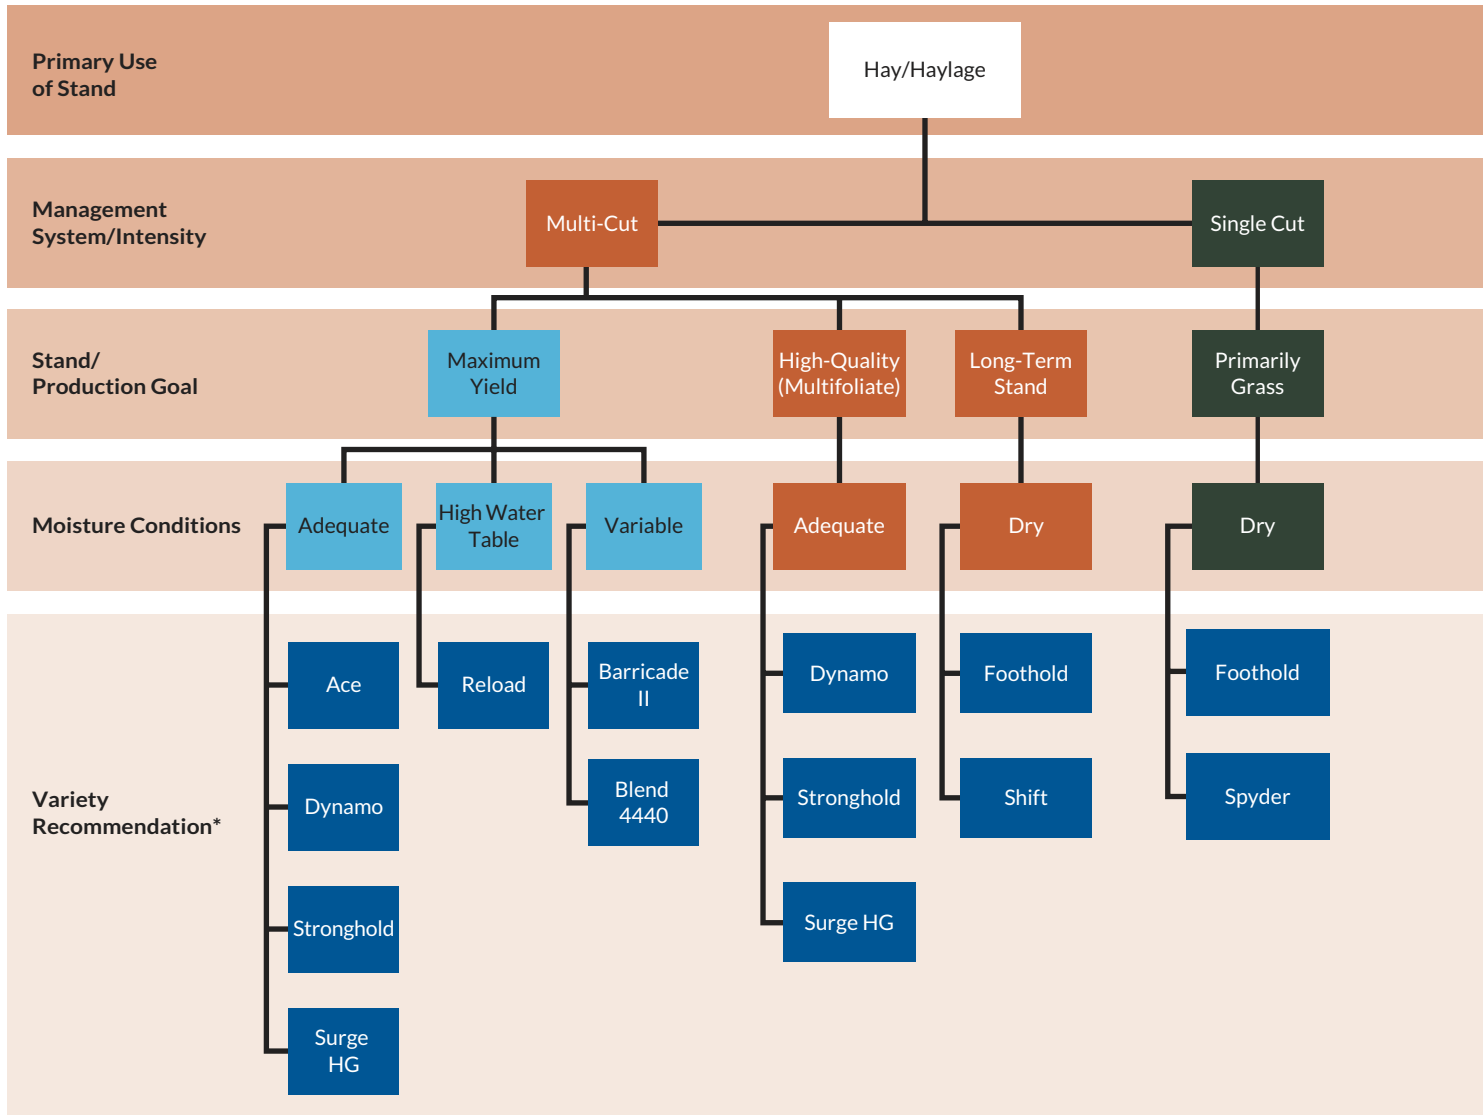 Primary Use
of Stand
Hay/Haylage
Management
System/Intensity
Multi-Cut
Single Cut
Stand/
Production Goal
Maximum
Yield
High-Quality
(Multifoliate)
Long-Term
Stand
Primarily
Grass
Moisture Conditions
Adequate
High Water
Table
Variable
Adequate
Dry
Dry
Variety
Recommendation*
Ace
Dynamo
Stronghold
Surge
HG
Reload
Barricade
II
Blend
4440
Dynamo
Stronghold
Surge HG
Foothold
Shift
Foothold
Spyder